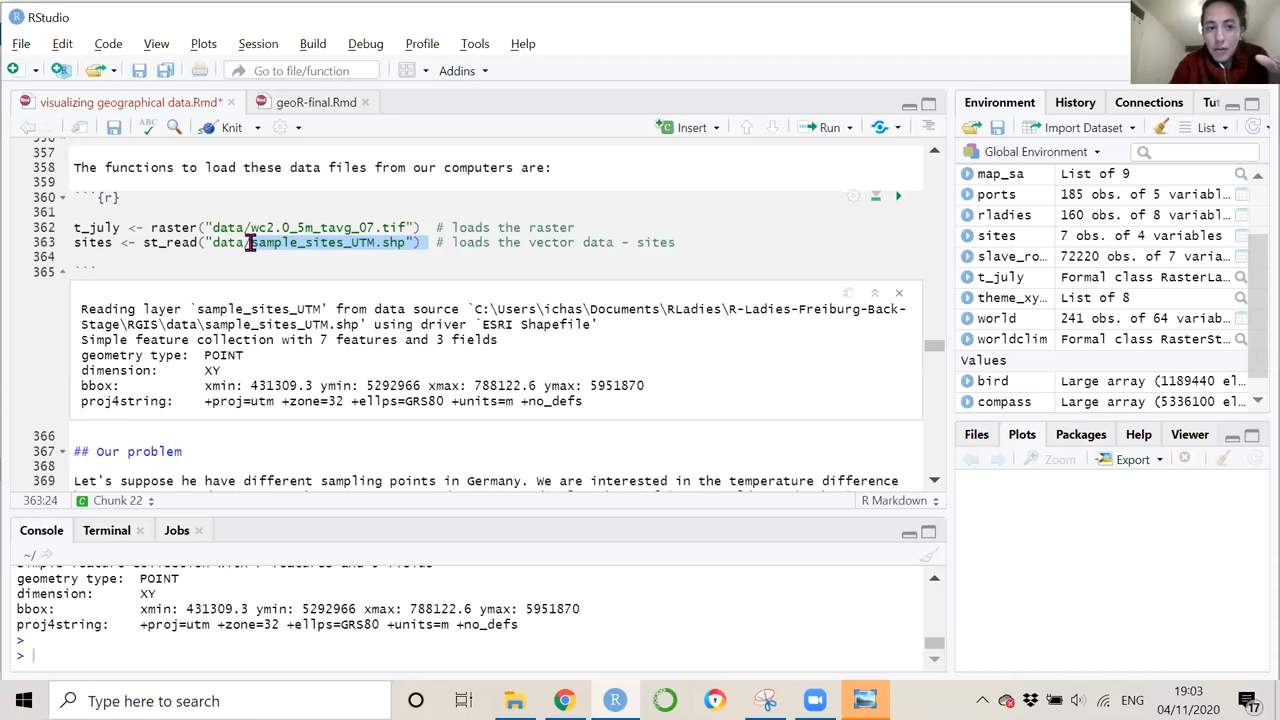 RStudio
File Edit Code View Plots Session Build Debug Profile Tools Help
Go to file/function Addins
visualizing geographical data.Rmd* geoR-final.Rmd
ABC Knit Insert Run
357
358 The functions to load these data files from our computers are:
359
360 ```{r}
361
362 t_july <- raster("data/wc2.0_5m_tavg_07.tif") # loads the raster
363 sites <- st_read("data/sample_sites_UTM.shp") # loads the vector data - sites
364
365 ```
Reading layer `sample_sites_UTM' from data source `C:\Users\ichas\Documents\RLadies\R-Ladies-Freiburg-Back-
Stage\RGIS\data\sample_sites_UTM.shp' using driver `ESRI Shapefile'
Simple feature collection with 7 features and 3 fields
geometry type: POINT
dimension: XY
bbox: xmin: 431309.3 ymin: 5292966 xmax: 788122.6 ymax: 5951870
proj4string: +proj=utm +zone=32 +ellps=GRS80 +units=m +no_defs
366
367 ## Our problem
368
369 Let's suppose he have different sampling points in Germany. We are interested in the temperature difference
363:24 Chunk 22 R Markdown
Console Terminal Jobs
~/
geometry type: POINT
dimension: XY
bbox: xmin: 431309.3 ymin: 5292966 xmax: 788122.6 ymax: 5951870
proj4string: +proj=utm +zone=32 +ellps=GRS80 +units=m +no_defs
>
>
Environment History Connections Tut
Import Dataset List
Global Environment
map_sa List of 9
ports 185 obs. of 5 variabl…
rladies 160 obs. of 8 variabl…
sites 7 obs. of 4 variables
slave_ro… 72220 obs. of 7 varia…
t_july Formal class RasterLa…
theme_xy… List of 8
world 241 obs. of 64 variab…
worldclim Formal class RasterSt…
Values
bird Large array (1189440 el…
compass Large array (5336100 el…
Files Plots Packages Help Viewer
Zoom Export
Type here to search
ENG 19:03
04/11/2020 17